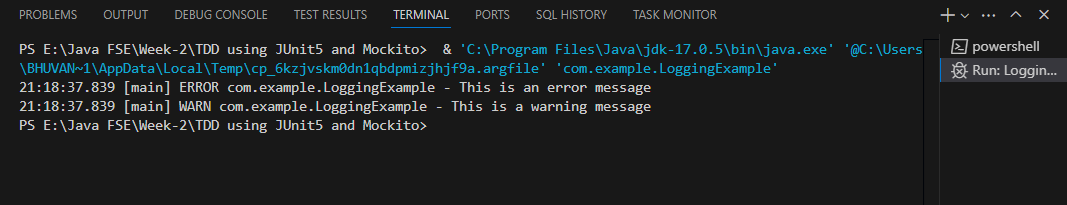 PROBLEMS OUTPUT DEBUG CONSOLE TEST RESULTS TERMINAL PORTS SQL HISTORY TASK MONITOR
PS E:\Java FSE\Week-2\TDD using JUnit5 and Mockito>  & 'C:\Program Files\Java\jdk-17.0.5\bin\java.exe' '@C:\Users
\BHUVAN~1\AppData\Local\Temp\cp_6kzjvskm0dn1qbdpmizjhjf9a.argfile' 'com.example.LoggingExample'
21:18:37.839 [main] ERROR com.example.LoggingExample - This is an error message
21:18:37.839 [main] WARN com.example.LoggingExample - This is a warning message
PS E:\Java FSE\Week-2\TDD using JUnit5 and Mockito>
powershell
Run: Loggin...